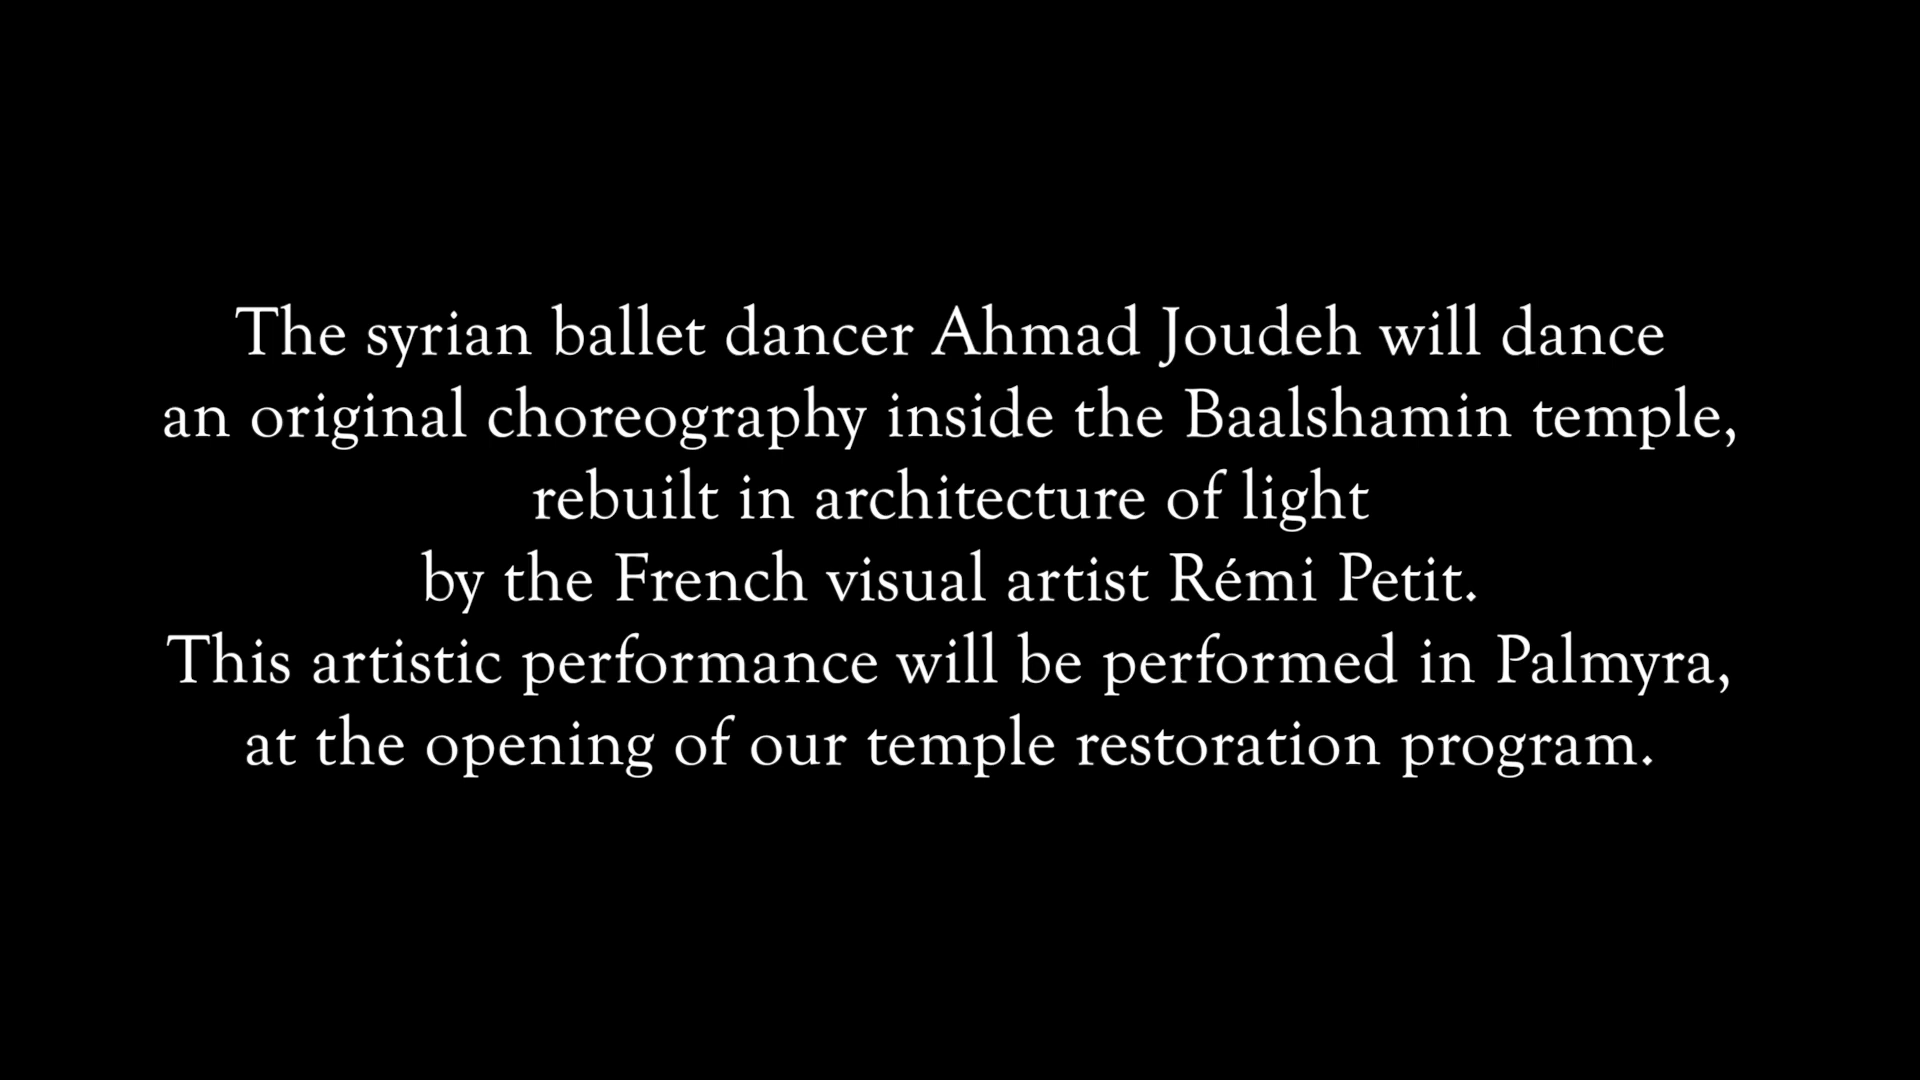 The syrian ballet dancer Ahmad Joudeh will dance
an original choreography inside the Baalshamin temple,
rebuilt in architecture of light
by the French visual artist Rémi Petit.
This artistic performance will be performed in Palmyra,
at the opening of our temple restoration program.